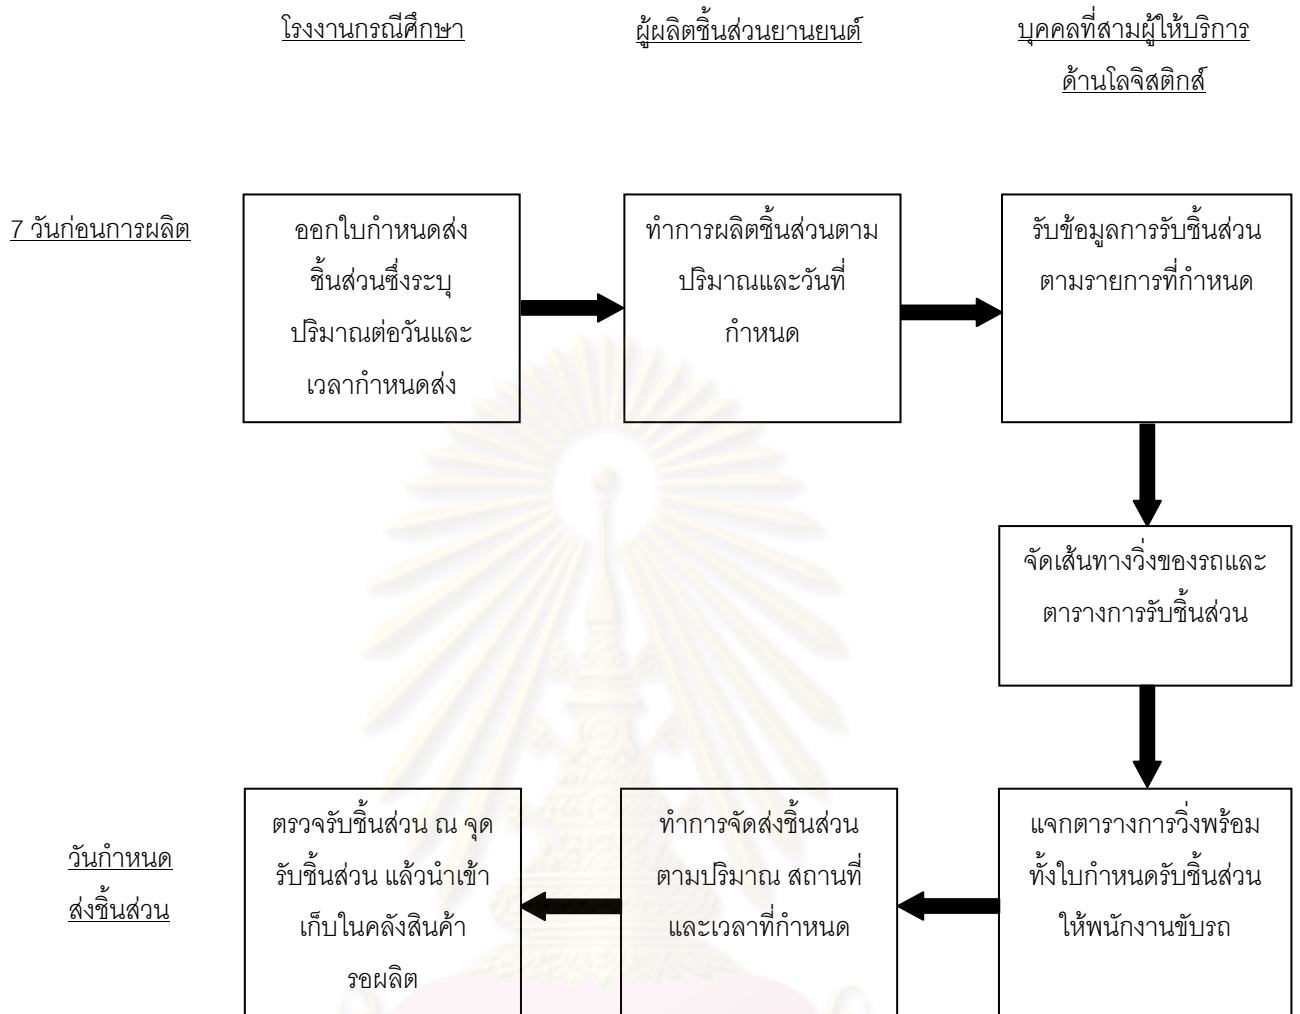 โรงงานกรณีศึกษา
ผู้ผลิตชิ้นส่วนยานยนต์
บุคคลที่สามผู้ให้บริการ
ด้านโลจิสติกส์
7 วันก่อนการผลิต
ออกใบกำหนดส่ง
ชิ้นส่วนซึ่งระบุ
ปริมาณต่อวันและ
เวลากำหนดส่ง
ทำการผลิตชิ้นส่วนตาม
ปริมาณและวันที่
กำหนด
รับข้อมูลการรับชิ้นส่วน
ตามรายการที่กำหนด
จัดเส้นทางวิ่งของรถและ
ตารางการรับชิ้นส่วน
วันกำหนด
ส่งชิ้นส่วน
ตรวจรับชิ้นส่วน ณ จุด
รับชิ้นส่วน แล้วนำเข้า
เก็บในคลังสินค้า
รอผลิต
ทำการจัดส่งชิ้นส่วน
ตามปริมาณ สถานที่
และเวลาที่กำหนด
แจกตารางการวิ่งพร้อม
ทั้งใบกำหนดรับชิ้นส่วน
ให้พนักงานขับรถ